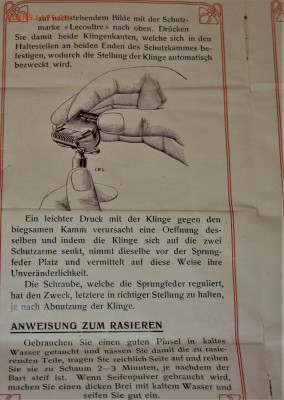 auf nachstehendem Bilde mit der Schutz-
marke «Lecoultre» nach oben. Drücken
Sie damit beide Klingenkanten, welche sich in den
Haltestellen an beiden Enden des Schutzkammes be-
festigen, wodurch die Stellung der Klinge automatisch
bezweckt wird.
Ein leichter Druck mit der Klinge gegen den
biegsamen Kamm verursacht eine Oeffnung des-
selben und indem die Klinge sich auf die zwei
Schutzarme senkt, nimmt dieselbe vor der Sprung-
feder Platz und vermittelt auf diese Weise ihre
Unveränderlichkeit.
Die Schraube, welche die Sprungfeder reguliert,
hat den Zweck, letztere in richtiger Stellung zu halten,
je nach Abnutzung der Klinge.
ANWEISUNG ZUM RASIEREN
Gebrauchen Sie einen guten Pinsel in kaltes
Wasser getaucht und nässen Sie damit die zu rasie-
renden Teile, tragen Sie reichlich Seife auf und reiben
Sie sie zu Schaum 2—3 Minuten, je nachdem der
Bart steif ist. Wenn Seifenpulver gebraucht wird,
machen Sie einen dicken Brei mit kaltem Wasser und
seifen Sie gut ein.